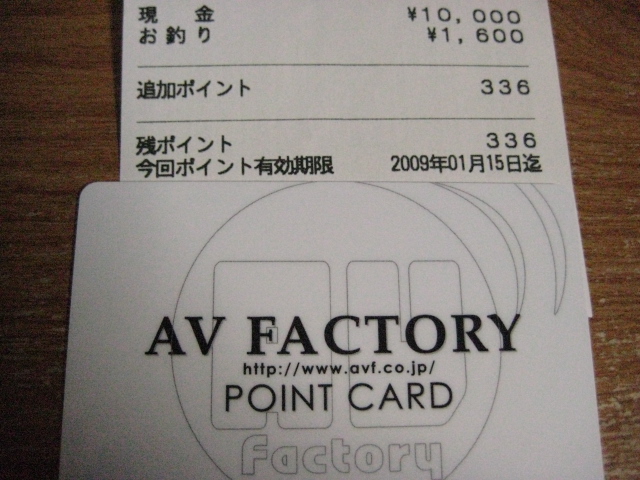 現 金 ¥10,000
お釣り ¥1,600
追加ポイント 336
残ポイント 336
今回ポイント有効期限 2009年01月15日迄
AV FACTORY
http://www.avf.co.jp/
POINT CARD
AV
Factory